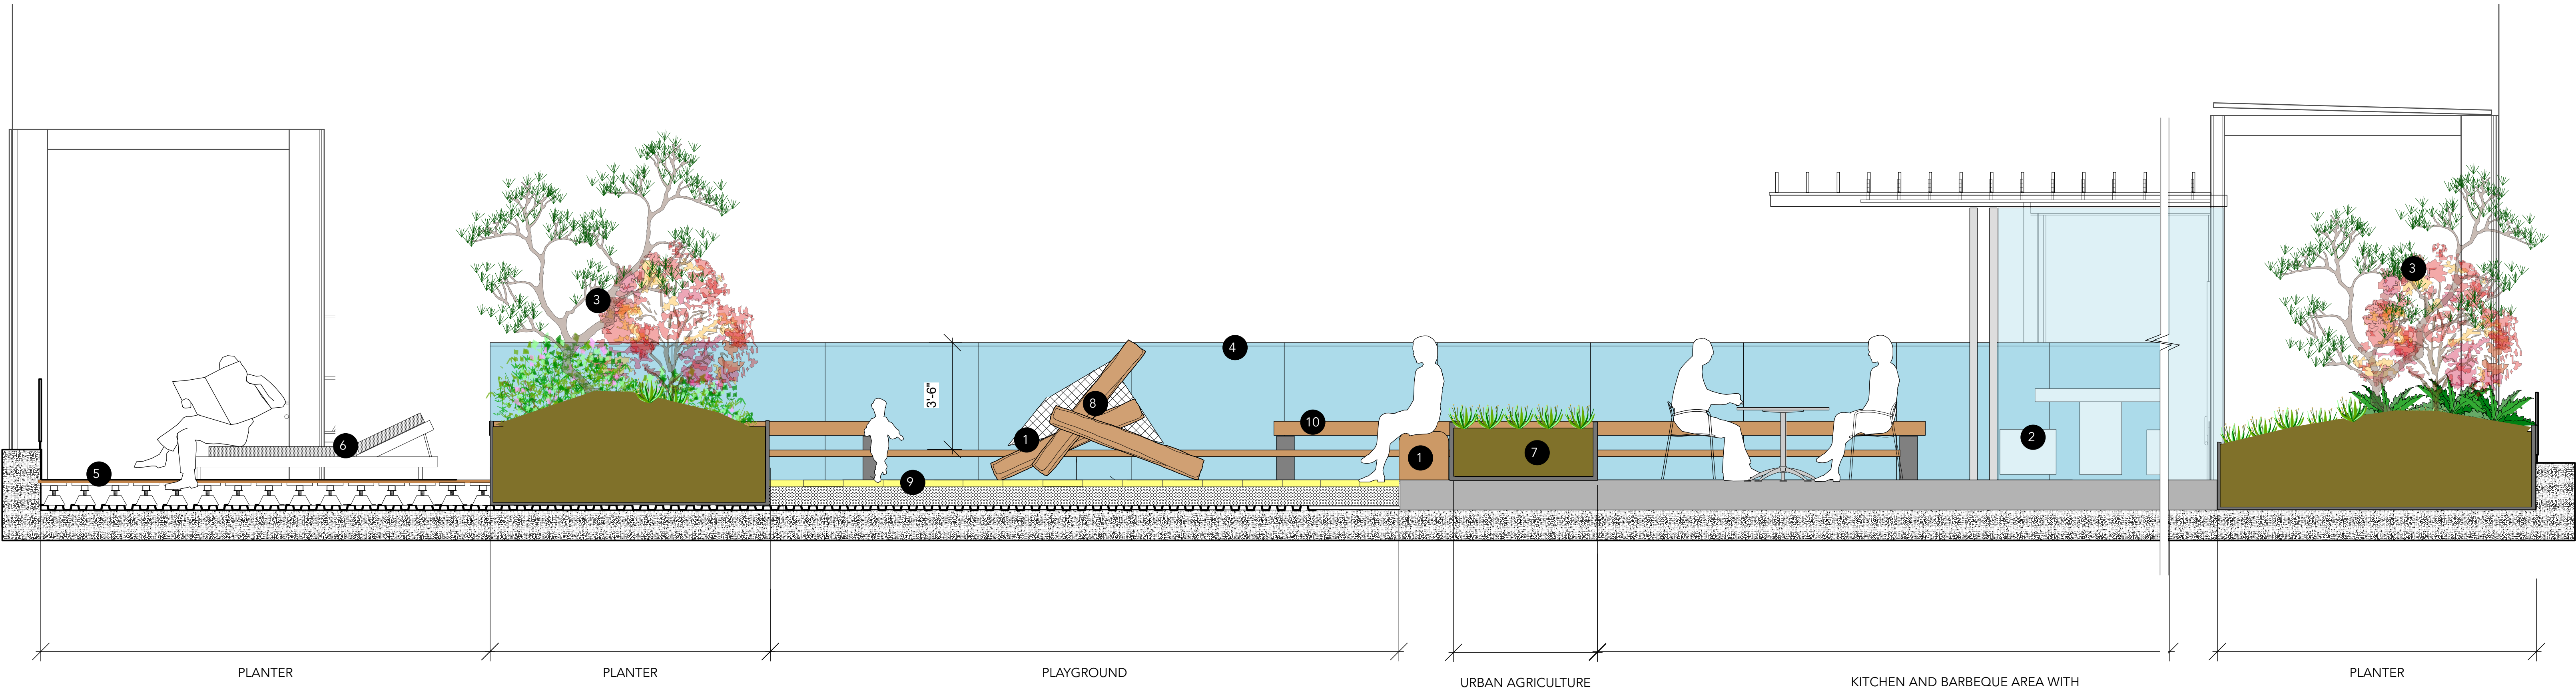 3
3
4
3'-6"
8
10
1
2
6
1
7
5
9
PLANTER
PLANTER
PLAYGROUND
URBAN AGRICULTURE
KITCHEN AND BARBEQUE AREA WITH
PLANTER